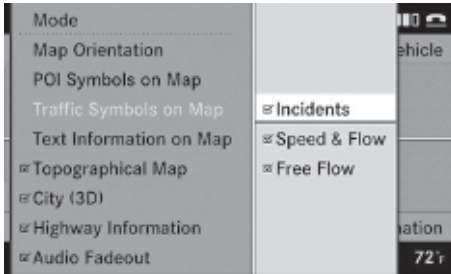 Mode
Map Orientation
ehicle
POI Symbols on Map
Traffic Symbols on Map
Incidents
Text Information on Map
Speed & Flow
Topographical Map
Free Flow
City (3D)
Highway Information
ation
Audio Fadeout
72°F